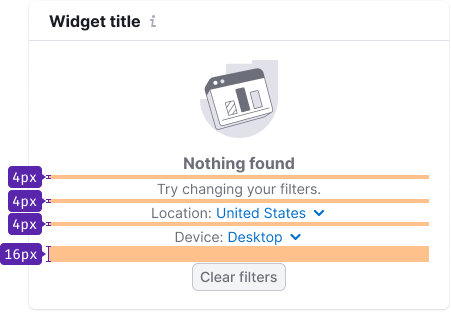 Widget title i
Nothing found
4px
Try changing your filters.
4px
Location: United States
4px
Device: Desktop
16px
Clear filters